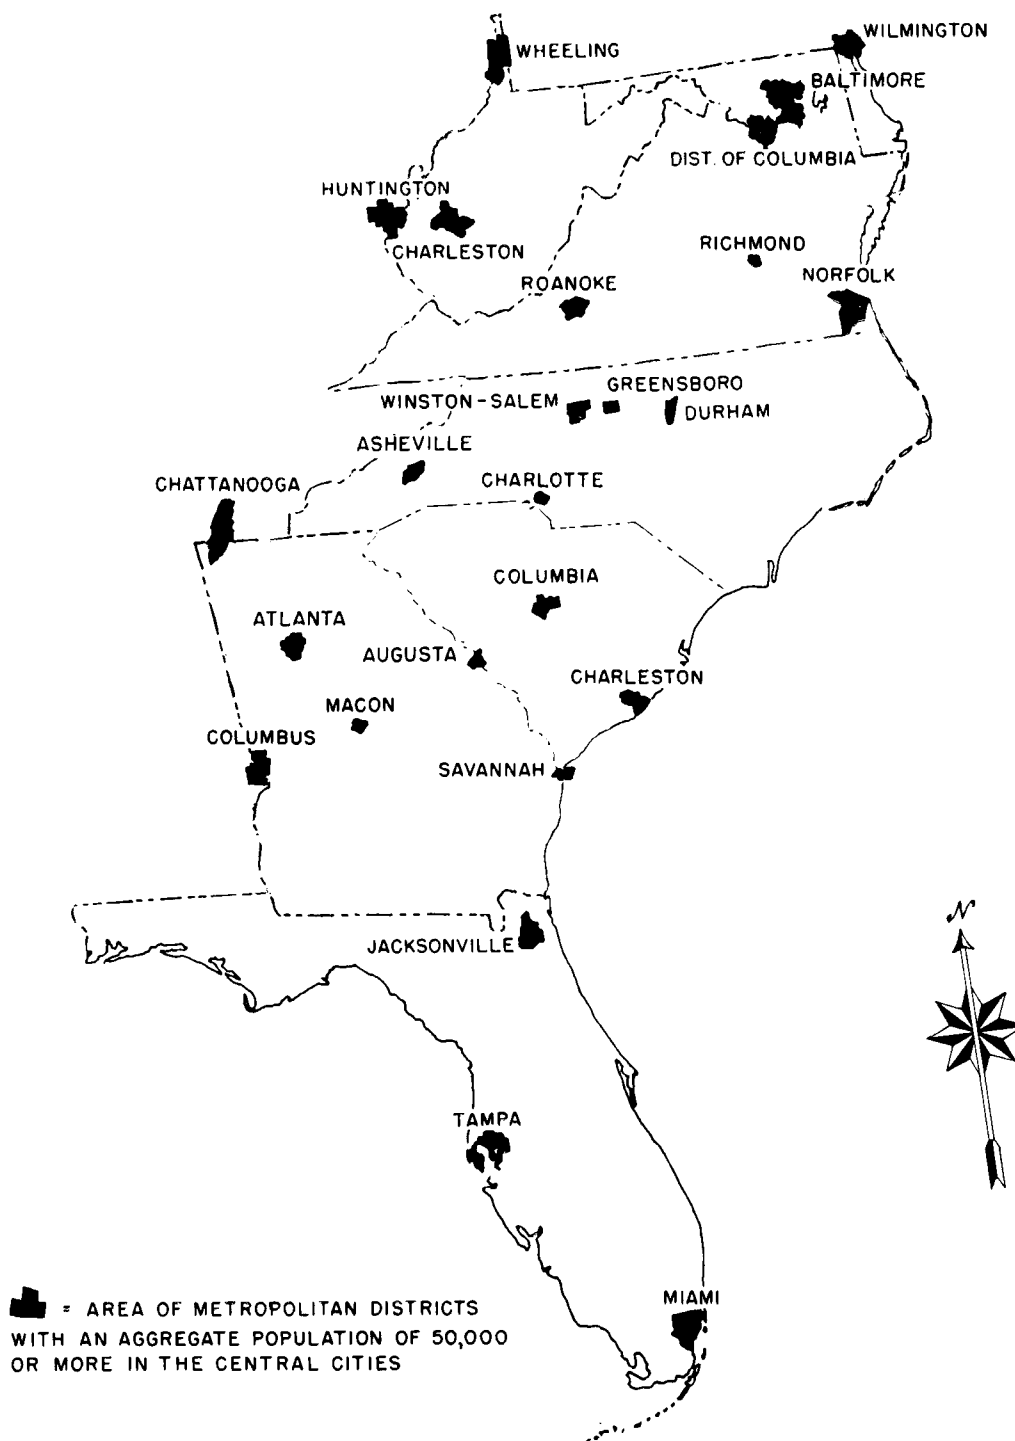 WILMINGTON
WHEELING
BALTIMORE
DIST. OF COLUMBIA
HUNTINGTON
CHARLESTON
RICHMOND
NORFOLK
ROANOKE
GREENSBORO
WINSTON-SALEM
DURHAM
ASHEVILLE
CHARLOTTE
CHATTANOOGA
COLUMBIA
ATLANTA
AUGUSTA
CHARLESTON
MACON
COLUMBUS
SAVANNAH
N
JACKSONVILLE
TAMPA
MIAMI
= AREA OF METROPOLITAN DISTRICTS
WITH AN AGGREGATE POPULATION OF 50,000
OR MORE IN THE CENTRAL CITIES